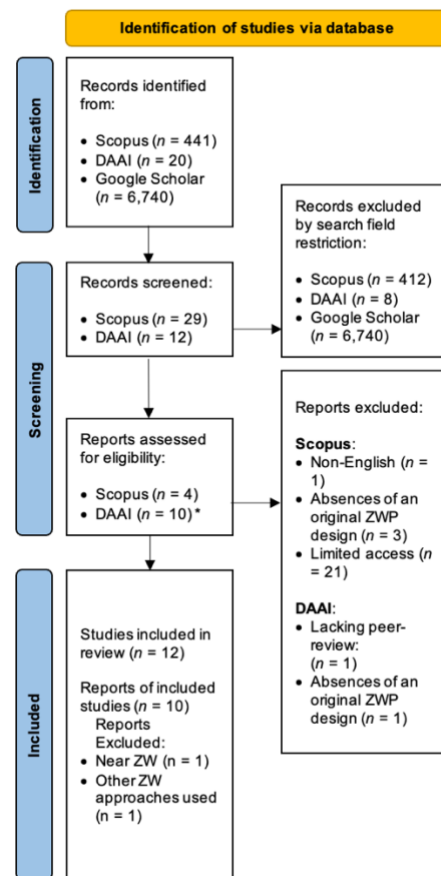 Identification of studies via database
Identification
Records identified
from:
• Scopus (n = 441)
• DAAI (n = 20)
• Google Scholar
(n = 6,740)
Records excluded
by search field
restriction:
• Scopus (n = 412)
• DAAI (n = 8)
• Google Scholar
(n = 6,740)
Screening
Records screened:
• Scopus (n = 29)
• DAAI (n = 12)
Reports assessed
for eligibility:
• Scopus (n = 4)
• DAAI (n = 10)*
Reports excluded:
Scopus:
• Non-English (n =
1)
• Absences of an
original ZWP
design (n = 3)
• Limited access (n
= 21)
DAAI:
• Lacking peer-
review:
(n = 1)
• Absences of an
original ZWP
design (n = 1)
Included
Studies included in
review (n = 12)
Reports of included
studies (n = 10)
Reports
Excluded:
• Near ZW (n = 1)
• Other ZW
approaches used
(n = 1)